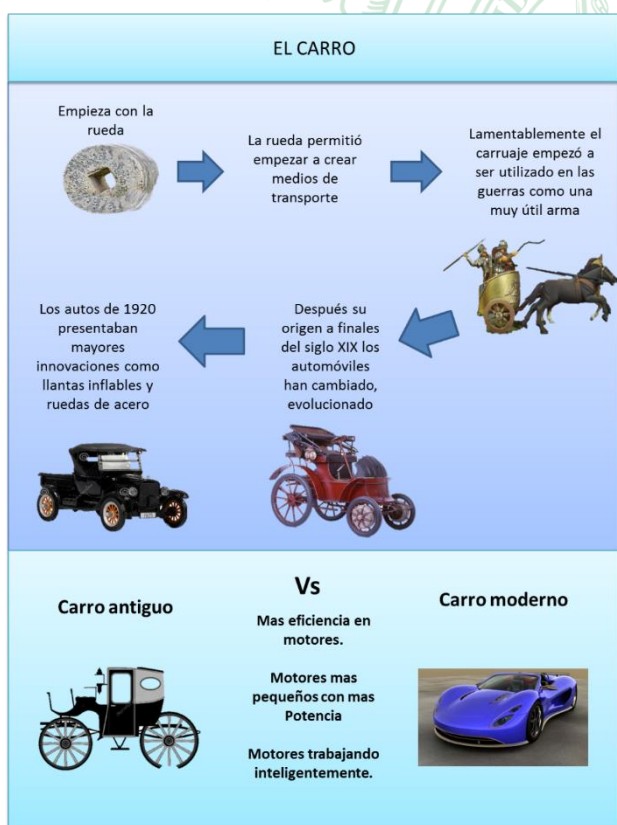 EL CARRO
Empieza con la
rueda
La rueda permitió
empezar a crear
medios de
transporte
Lamentablemente el
carruaje empezó a
ser utilizado en las
guerras como una
muy útil arma
Después su
origen a finales
del siglo XIX los
automóviles
han cambiado,
evolucionado
Los autos de 1920
presentaban
mayores
innovaciones como
llantas inflables y
ruedas de acero
Carro antiguo
Vs
Mas eficiencia en
motores.
Motores mas
pequeños con mas
Potencia
Motores trabajando
inteligentemente.
Carro moderno